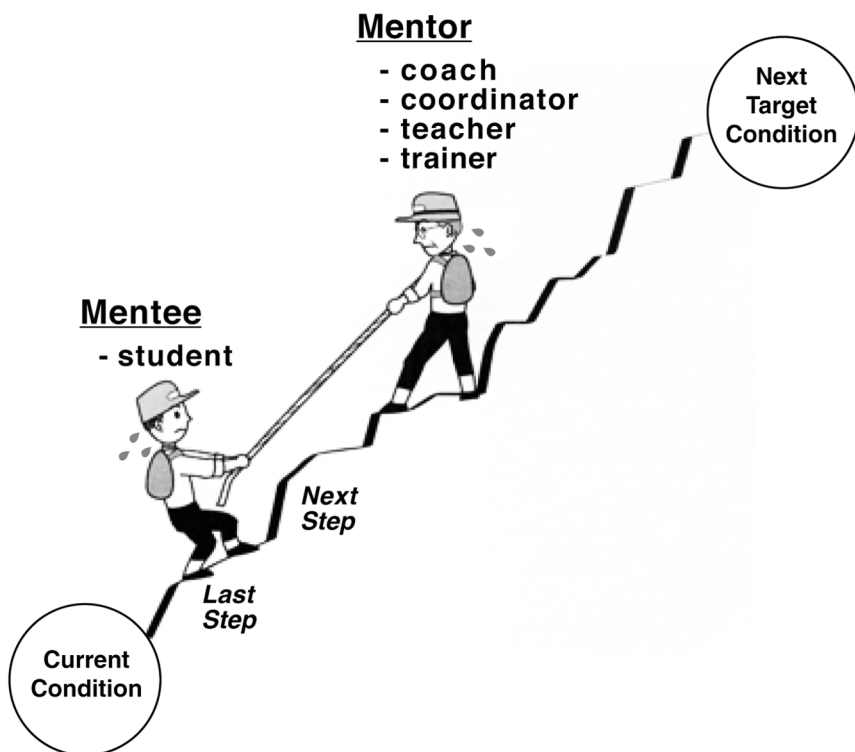 Mentor
- coach
- coordinator
- teacher
- trainer
Next
Target
Condition
Mentee
- student
Next
Step
Last
Step
Current
Condition